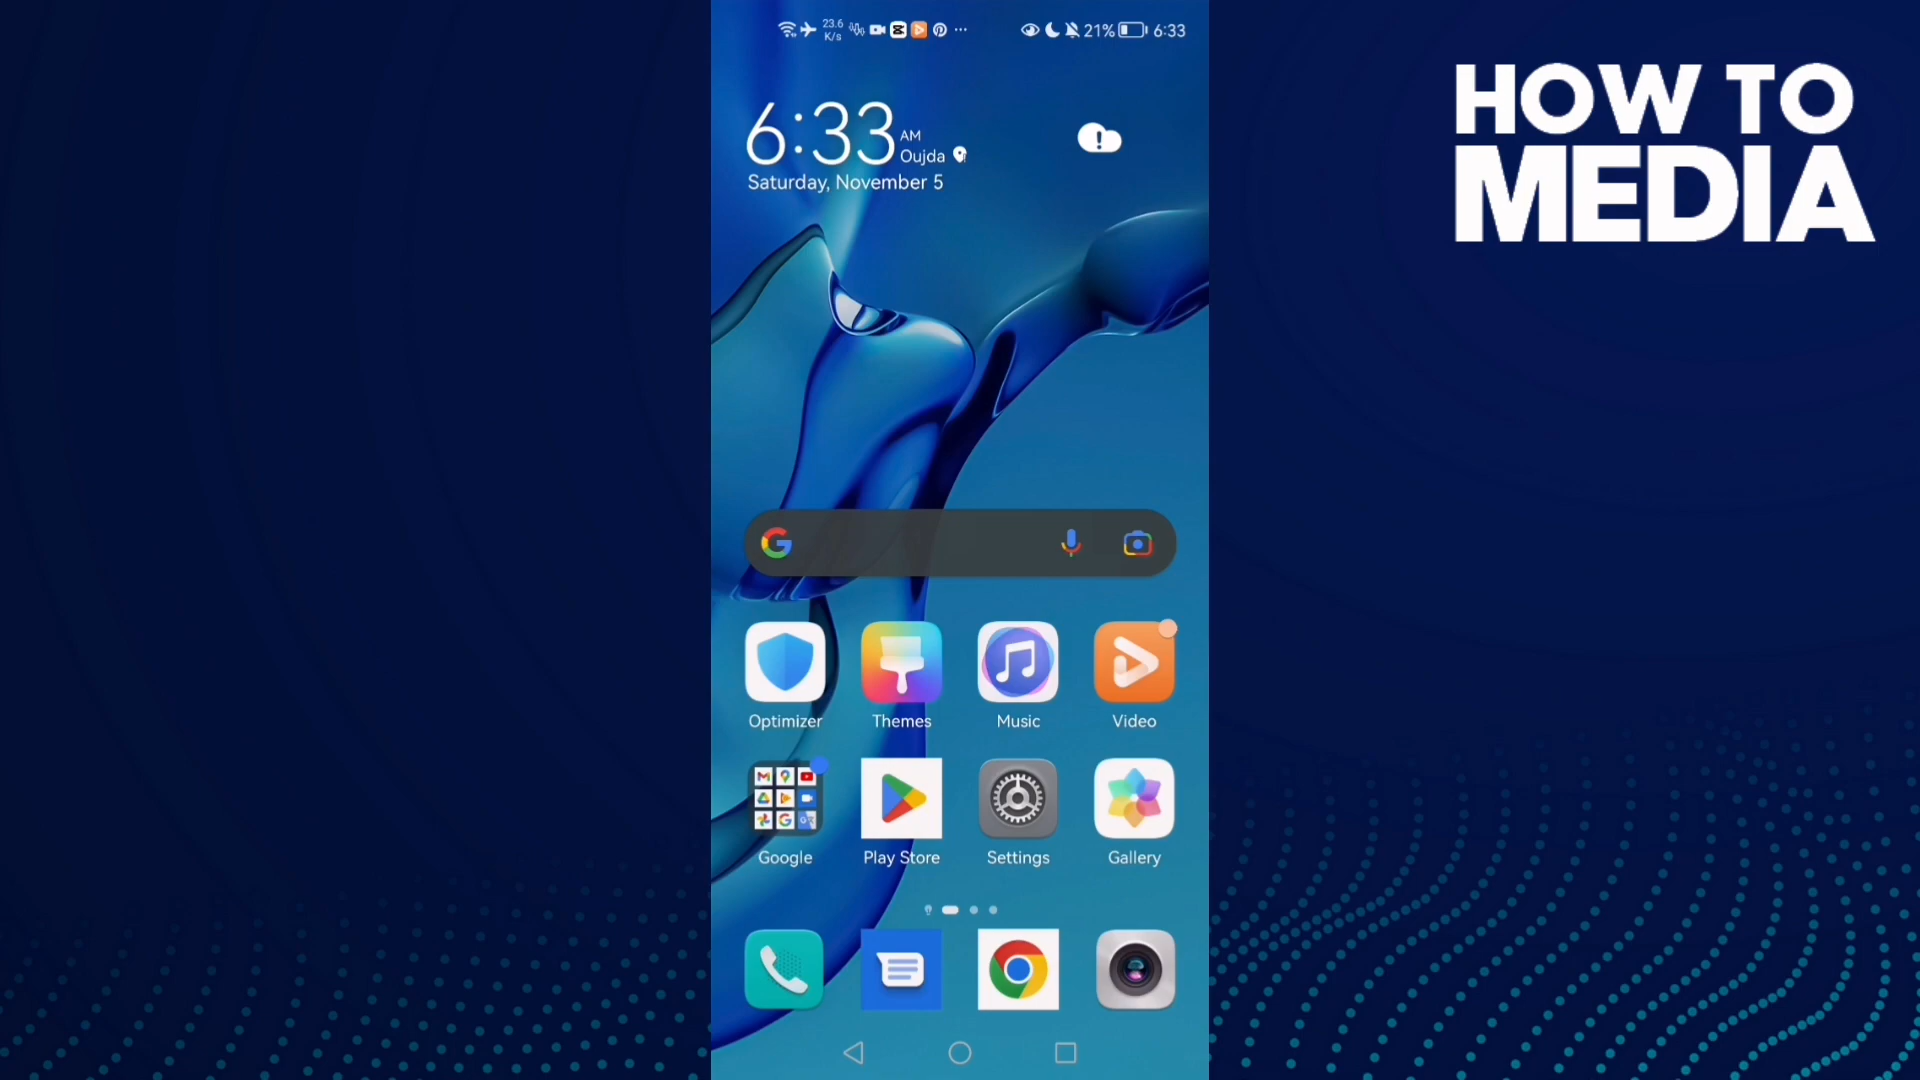 23.6
K/s
21%
6:33
HOW TO
MEDIA
6:33 AM
Oujda
Saturday, November 5
Optimizer
Themes
Music
Video
Google
Play Store
Settings
Gallery